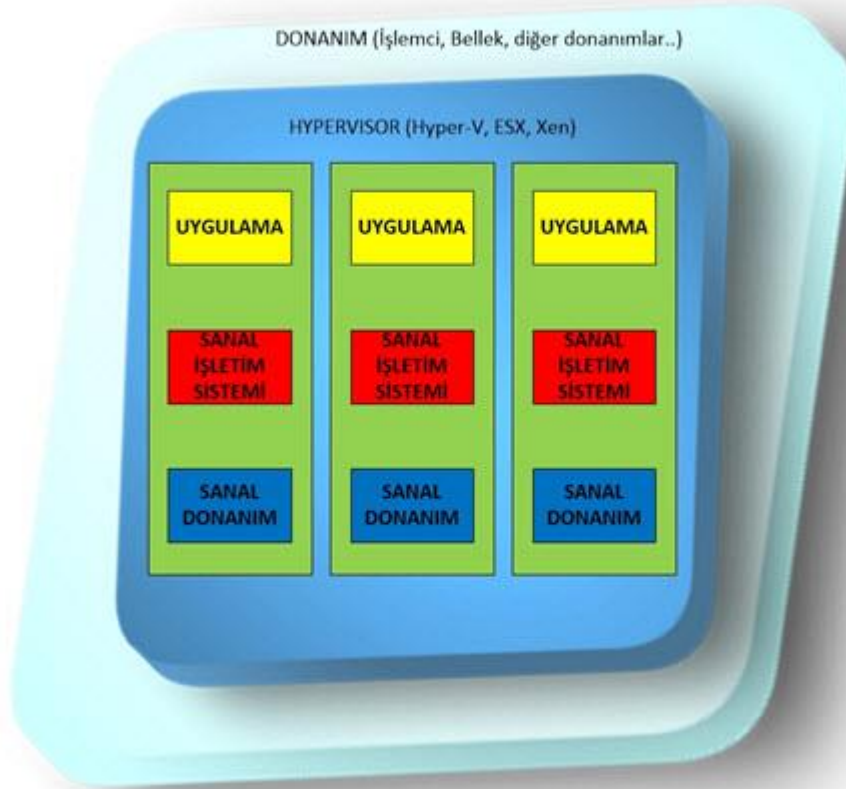 DONANIM (İşlemci, Bellek, diğer donanımlar..)
HYPERVISOR (Hyper-V, ESX, Xen)
UYGULAMA
SANAL
İŞLETİM
SİSTEMİ
SANAL
DONANIM
UYGULAMA
SANAL
İŞLETİM
SİSTEMİ
SANAL
DONANIM
UYGULAMA
SANAL
İŞLETİM
SİSTEMİ
SANAL
DONANIM